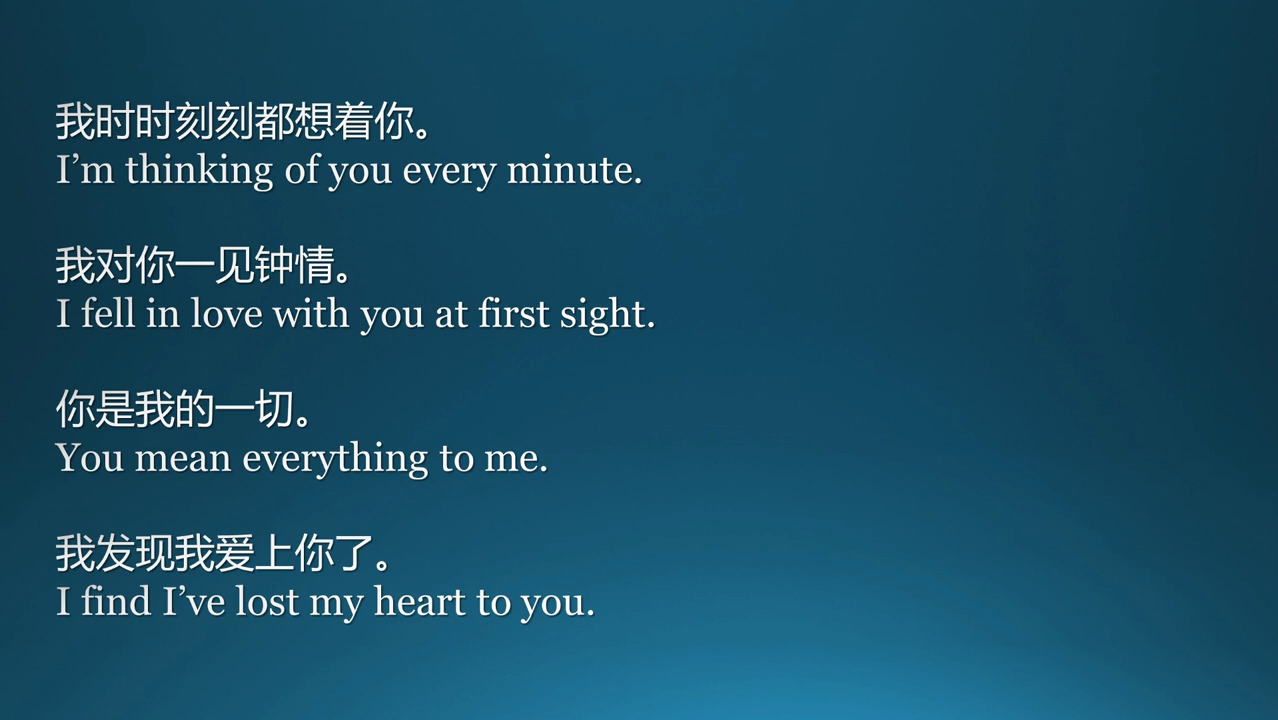 我时时刻刻都想着你。
I’m thinking of you every minute.
我对你一见钟情。
I fell in love with you at first sight.
你是我的一切。
You mean everything to me.
我发现我爱上你了。
I find I’ve lost my heart to you.